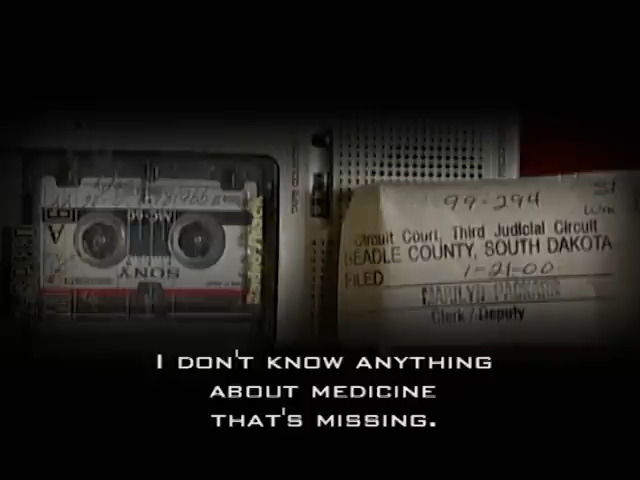 A
SONY
99-294
Circuit Court, Third Judicial Circuit
BEADLE COUNTY, SOUTH DAKOTA
FILED
1-21-00
MARILYN
Clerk / Deputy
I DON'T KNOW ANYTHING
ABOUT MEDICINE
THAT'S MISSING.